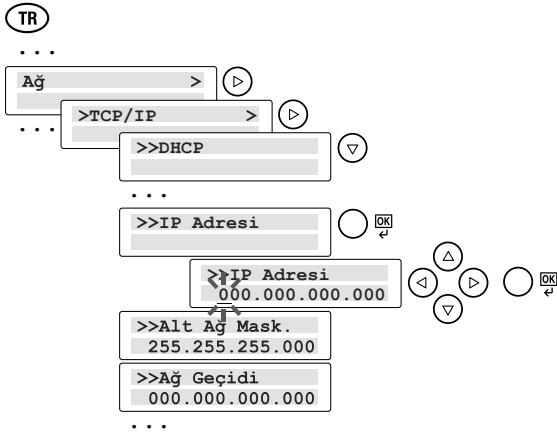 TR
. . .
Ağ >
>TCP/IP >
. . .
>>DHCP
. . .
>>IP Adresi
OK
>>IP Adresi
000.000.000.000
OK
>>Alt Ağ Mask.
255.255.255.000
>>Ağ Geçidi
000.000.000.000
. . .